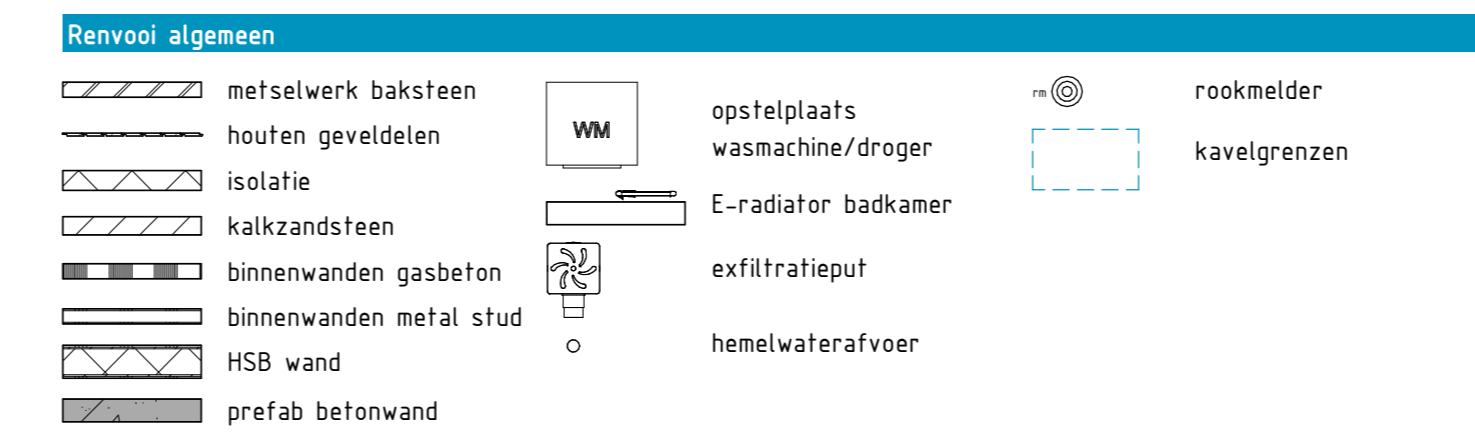 Renvooi algemeen
metselwerk baksteen
houten geveldelen
isolatie
kalkzandsteen
binnenwanden gasbeton
binnenwanden metal stud
HSB wand
prefab betonwand
WM
opstelplaats
wasmachine/droger
E-radiator badkamer
exfiltratieput
hemelwaterafvoer
rm
rookmelder
kavelgrenzen